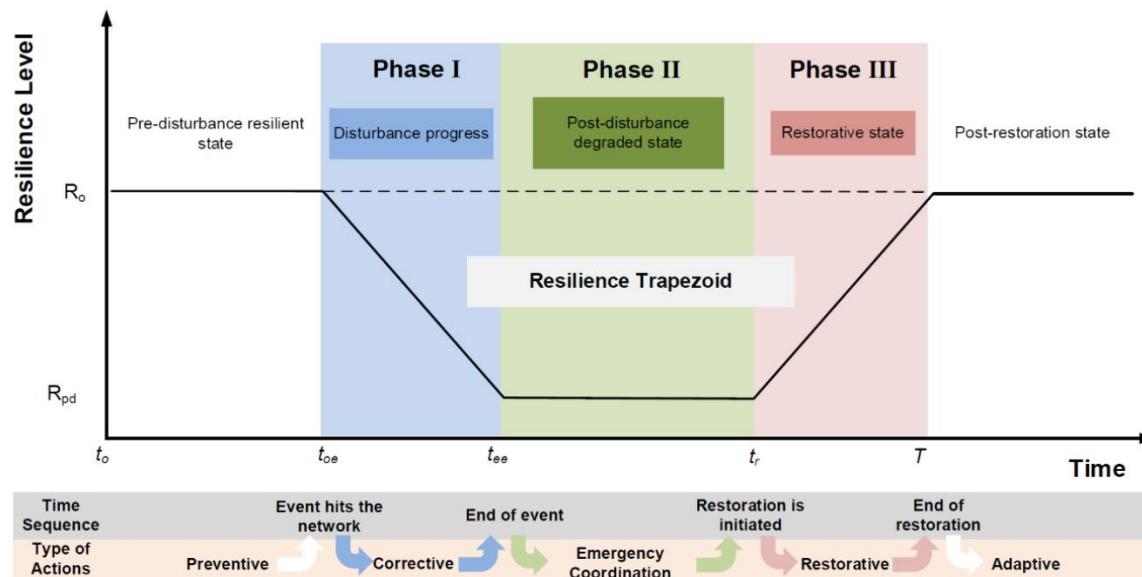 Resilience Level
Phase I
Phase II
Phase III
Pre-disturbance resilient
state
Disturbance progress
Post-disturbance
degraded state
Restorative state
Post-restoration state
Ro
Resilience Trapezoid
Rpd
to
toe
tee
tr
T
Time
Time
Sequence
Event hits the
network
End of event
Restoration is
initiated
End of
restoration
Type of
Actions
Preventive
Corrective
Emergency
Coordination
Restorative
Adaptive